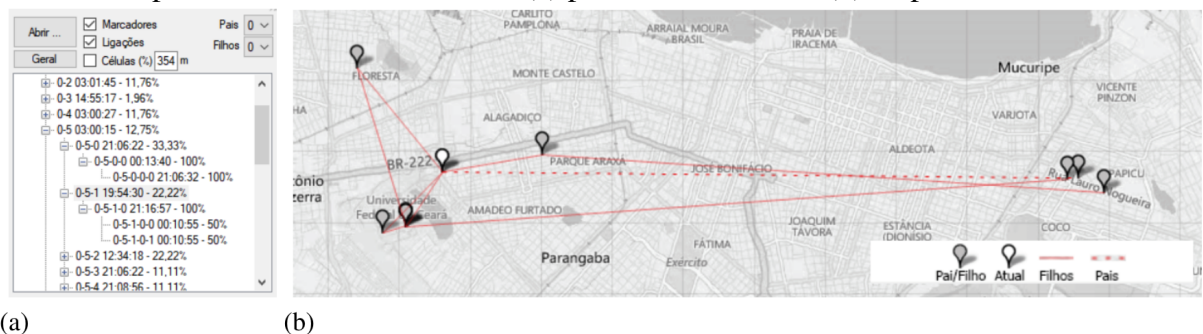 Abrir ...
Marcadores
Pais 0
Ligações
Filhos 0
Geral
Células (%) 354 m
0-2 03:01:45 - 11,76%
0-3 14:55:17 - 1,96%
0-4 03:00:27 - 11,76%
0-5 03:00:15 - 12,75%
0-5-0 21:06:22 - 33,33%
0-5-0-0 00:13:40 - 100%
0-5-0-0-0 21:06:32 - 100%
0-5-1 19:54:30 - 22,22%
0-5-1-0 21:16:57 - 100%
0-5-1-0-0 00:10:55 - 50%
0-5-1-0-1 00:10:55 - 50%
0-5-2 12:34:18 - 22,22%
0-5-3 21:06:22 - 11,11%
0-5-4 21:08:56 - 11,11%
(a)
CARLITO
PAMPLONA
ARRAIAL MOURA
BRASIL
PRAIA DE
IRACEMA
Mucuripe
FLORESTA
MONTE CASTELO
VICENTE
PINZON
HA
VARJOTA
ALAGADIÇO
ALDEOTA
BR-222
PARQUE ARAXA
JOSE BONIFÁCIO
PAPICU
Rua Lauro Nogueira
tônio
zerra
Universidade
Federal Ceara
AMADEO FURTADO
JOAQUIM
TÁVORA
ESTÂNCIA
(DIONÍSIO
COCO
FÁTIMA
Parangaba
Exército
Pai/Filho Atual Filhos Pais
(b)